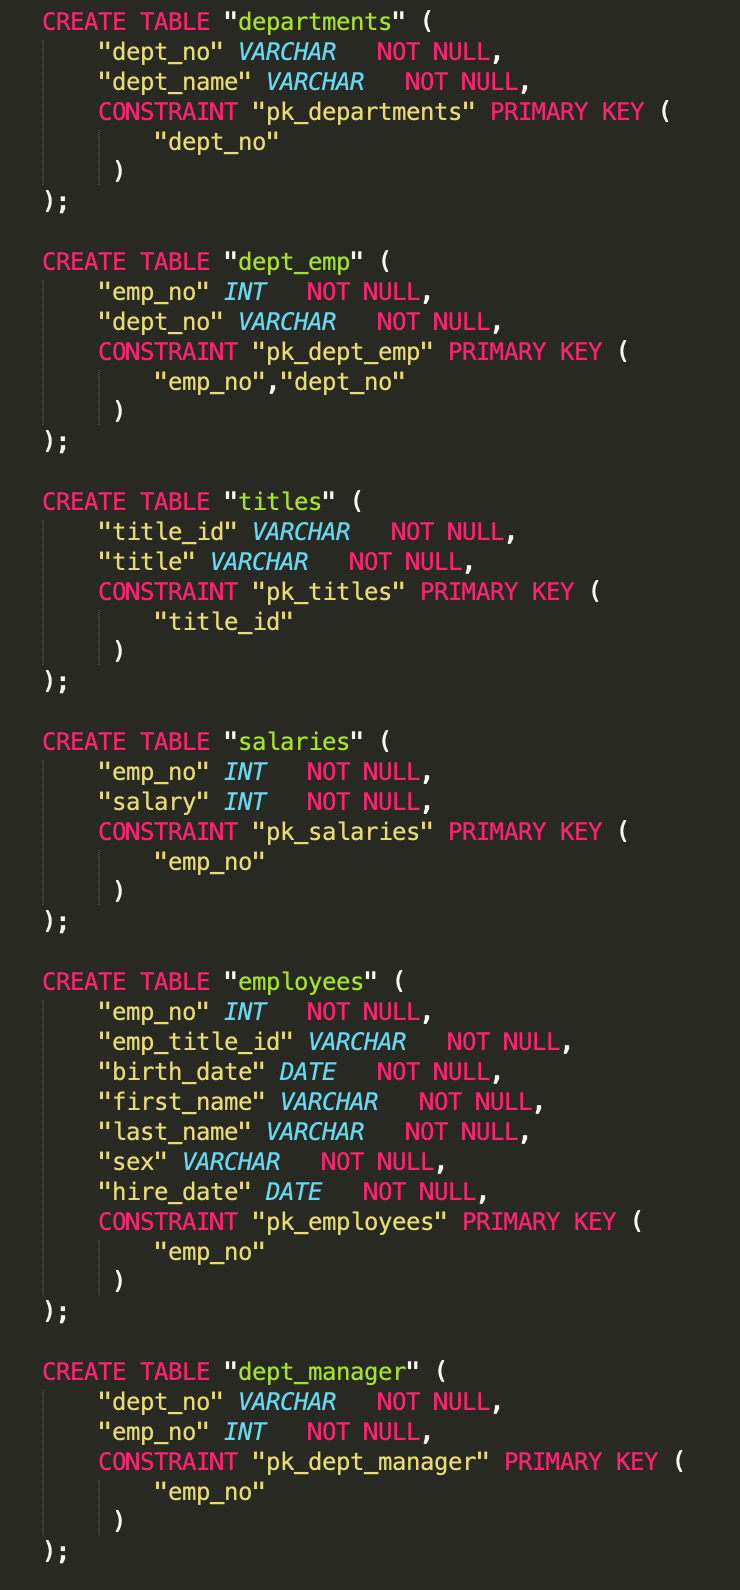 CREATE TABLE "departments" (
    "dept_no" VARCHAR   NOT NULL,
    "dept_name" VARCHAR   NOT NULL,
    CONSTRAINT "pk_departments" PRIMARY KEY (
        "dept_no"
     )
);

CREATE TABLE "dept_emp" (
    "emp_no" INT   NOT NULL,
    "dept_no" VARCHAR   NOT NULL,
    CONSTRAINT "pk_dept_emp" PRIMARY KEY (
        "emp_no","dept_no"
     )
);

CREATE TABLE "titles" (
    "title_id" VARCHAR   NOT NULL,
    "title" VARCHAR   NOT NULL,
    CONSTRAINT "pk_titles" PRIMARY KEY (
        "title_id"
     )
);

CREATE TABLE "salaries" (
    "emp_no" INT   NOT NULL,
    "salary" INT   NOT NULL,
    CONSTRAINT "pk_salaries" PRIMARY KEY (
        "emp_no"
     )
);

CREATE TABLE "employees" (
    "emp_no" INT   NOT NULL,
    "emp_title_id" VARCHAR   NOT NULL,
    "birth_date" DATE   NOT NULL,
    "first_name" VARCHAR   NOT NULL,
    "last_name" VARCHAR   NOT NULL,
    "sex" VARCHAR   NOT NULL,
    "hire_date" DATE   NOT NULL,
    CONSTRAINT "pk_employees" PRIMARY KEY (
        "emp_no"
     )
);

CREATE TABLE "dept_manager" (
    "dept_no" VARCHAR   NOT NULL,
    "emp_no" INT   NOT NULL,
    CONSTRAINT "pk_dept_manager" PRIMARY KEY (
        "emp_no"
     )
);